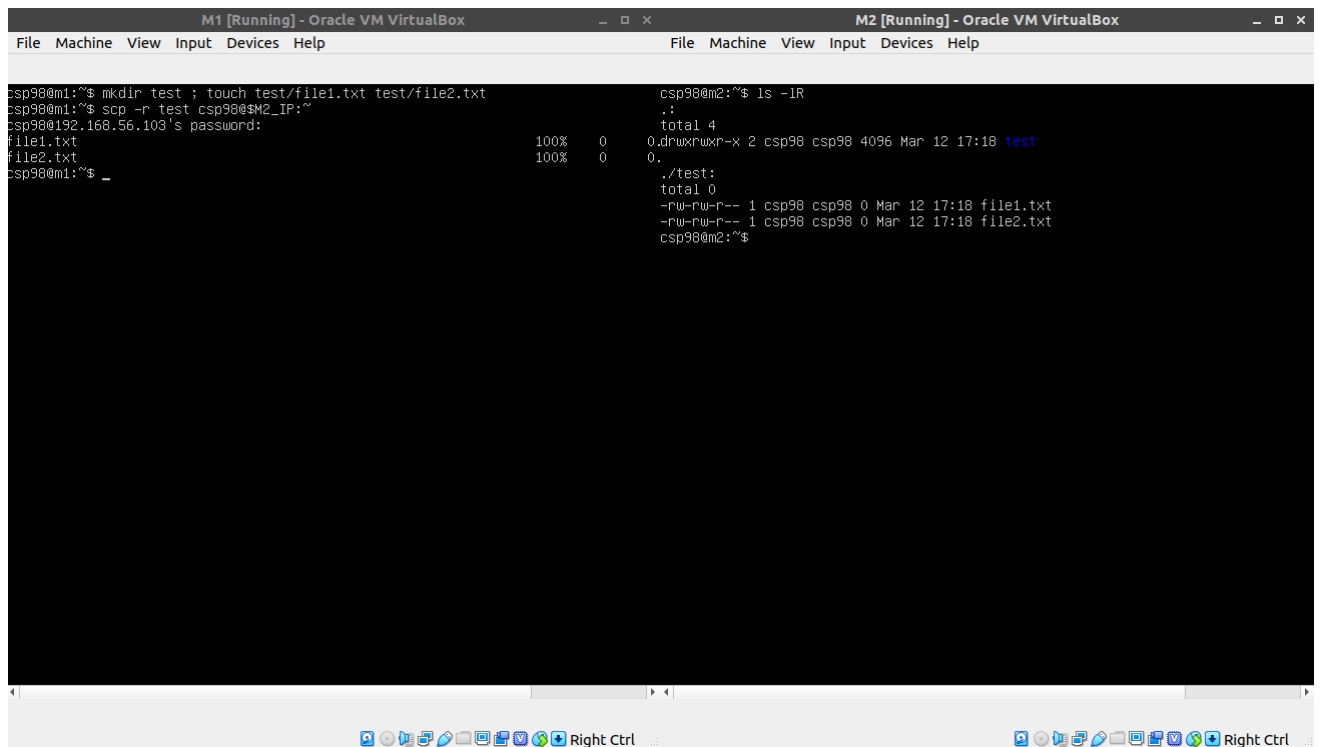 M1 [Running] - Oracle VM VirtualBox
File Machine View Input Devices Help
csp98@m1:~$ mkdir test ; touch test/file1.txt test/file2.txt
csp98@m1:~$ scp -r test csp98@$M2_IP:~
csp98@192.168.56.103's password:
file1.txt 100% 0 0.
file2.txt 100% 0 0.
csp98@m1:~$ _
Right Ctrl
M2 [Running] - Oracle VM VirtualBox
File Machine View Input Devices Help
csp98@m2:~$ ls -lR
.:
total 4
drwxrwxr-x 2 csp98 csp98 4096 Mar 12 17:18 test
./test:
total 0
-rw-rw-r-- 1 csp98 csp98 0 Mar 12 17:18 file1.txt
-rw-rw-r-- 1 csp98 csp98 0 Mar 12 17:18 file2.txt
csp98@m2:~$
Right Ctrl